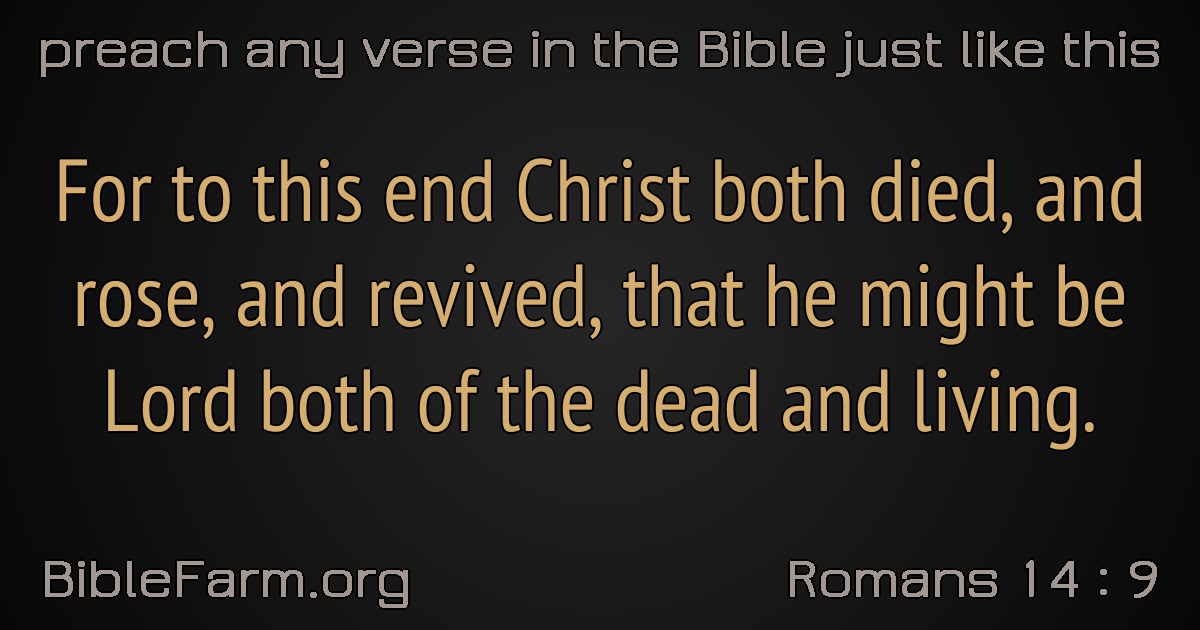 preach any verse in the Bible just like this
For to this end Christ both died, and
rose, and revived, that he might be
Lord both of the dead and living.
BibleFarm.org
Romans 14 : 9